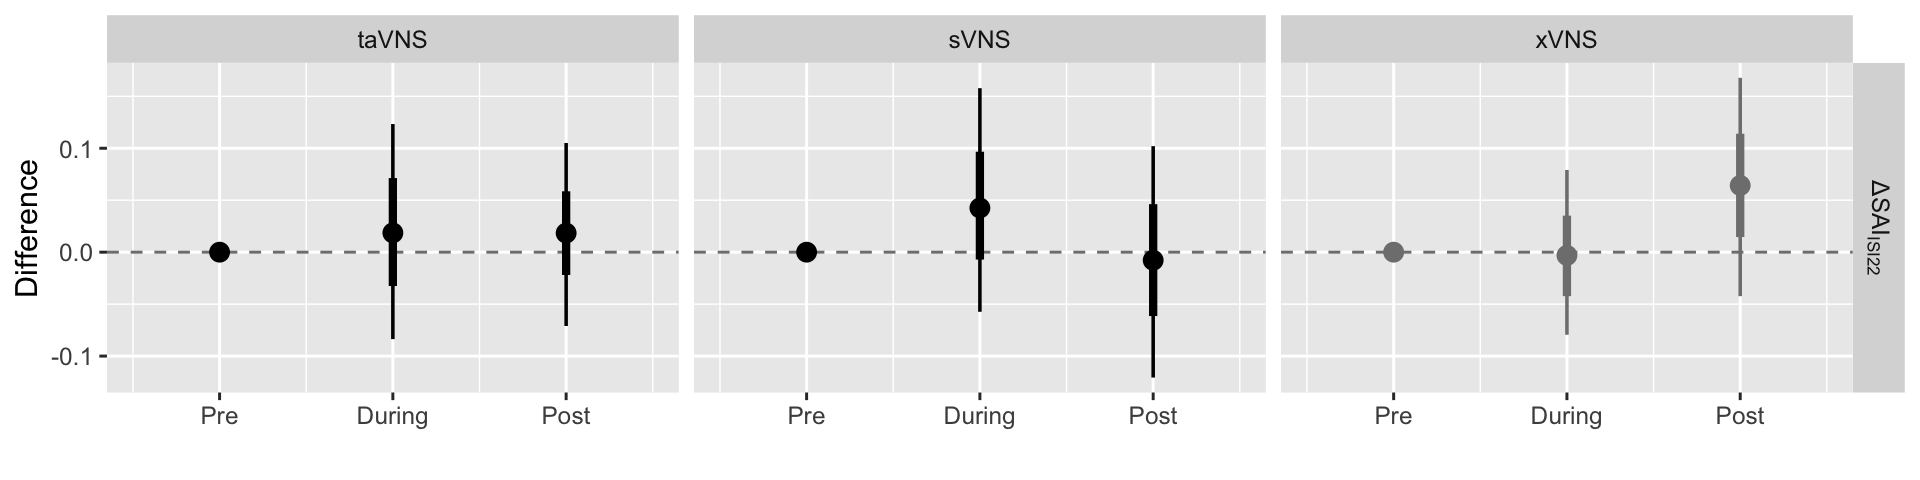 taVNS sVNS xVNS
Difference
0.1
0.0
-0.1
ΔSAI ISI22
Pre During Post Pre During Post Pre During Post